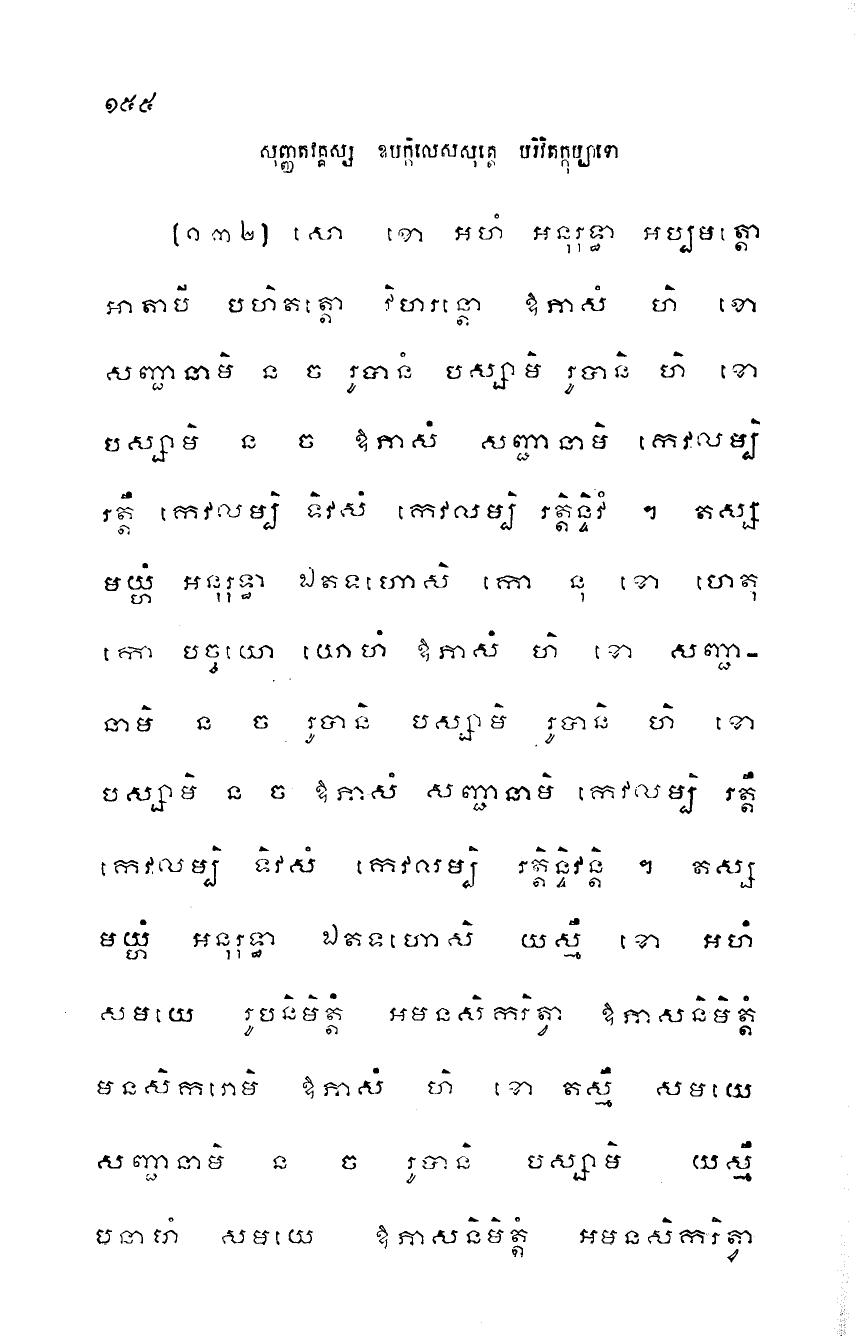 ១៥៥
សុញ្ញតវគ្គស្ស ឧបក្កិលេសសុត្តេ បរិវិតក្កុប្បាទោ
(១៣២) សោ ខោ អហំ អនុរុទ្ធា អប្បមត្តោ
អាតាបី បហិតត្តោ វិហរន្តោ ឱភាសំ ហិ ខោ
សញ្ជានាមិ ន ច រូបានំ បស្សាមិ រូបានិ ហិ ខោ
បស្សាមិ ន ច ឱភាសំ សញ្ជានាមិ កេវលម្បិ
រត្តឹ កេវលម្បិ ទិវសំ កេវលម្បិ រត្តិន្ទិវំ ។ តស្ស
មយ្ហំ អនុរុទ្ធា ឯតទហោសិ កោ នុ ខោ ហេតុ
កោ បច្ចយោ យោហំ ឱភាសំ ហិ ខោ សញ្ជា-
នាមិ ន ច រូបានិ បស្សាមិ រូបានិ ហិ ខោ
បស្សាមិ ន ច ឱភាសំ សញ្ជានាមិ កេវលម្បិ រត្តឹ
កេវលម្បិ ទិវសំ កេវលម្បិ រត្តិន្ទិវន្តិ ។ តស្ស
មយ្ហំ អនុរុទ្ធា ឯតទហោសិ យស្មឹ ខោ អហំ
សមយេ រូបនិមិត្តំ អមនសិករិត្វា ឱភាសនិមិត្តំ
មនសិករោមិ ឱភាសំ ហិ ខោ តស្មឹ សមយេ
សញ្ជានាមិ ន ច រូបានិ បស្សាមិ យស្មឹ
បនាហំ សមយេ ឱភាសនិមិត្តំ អមនសិករិត្វា